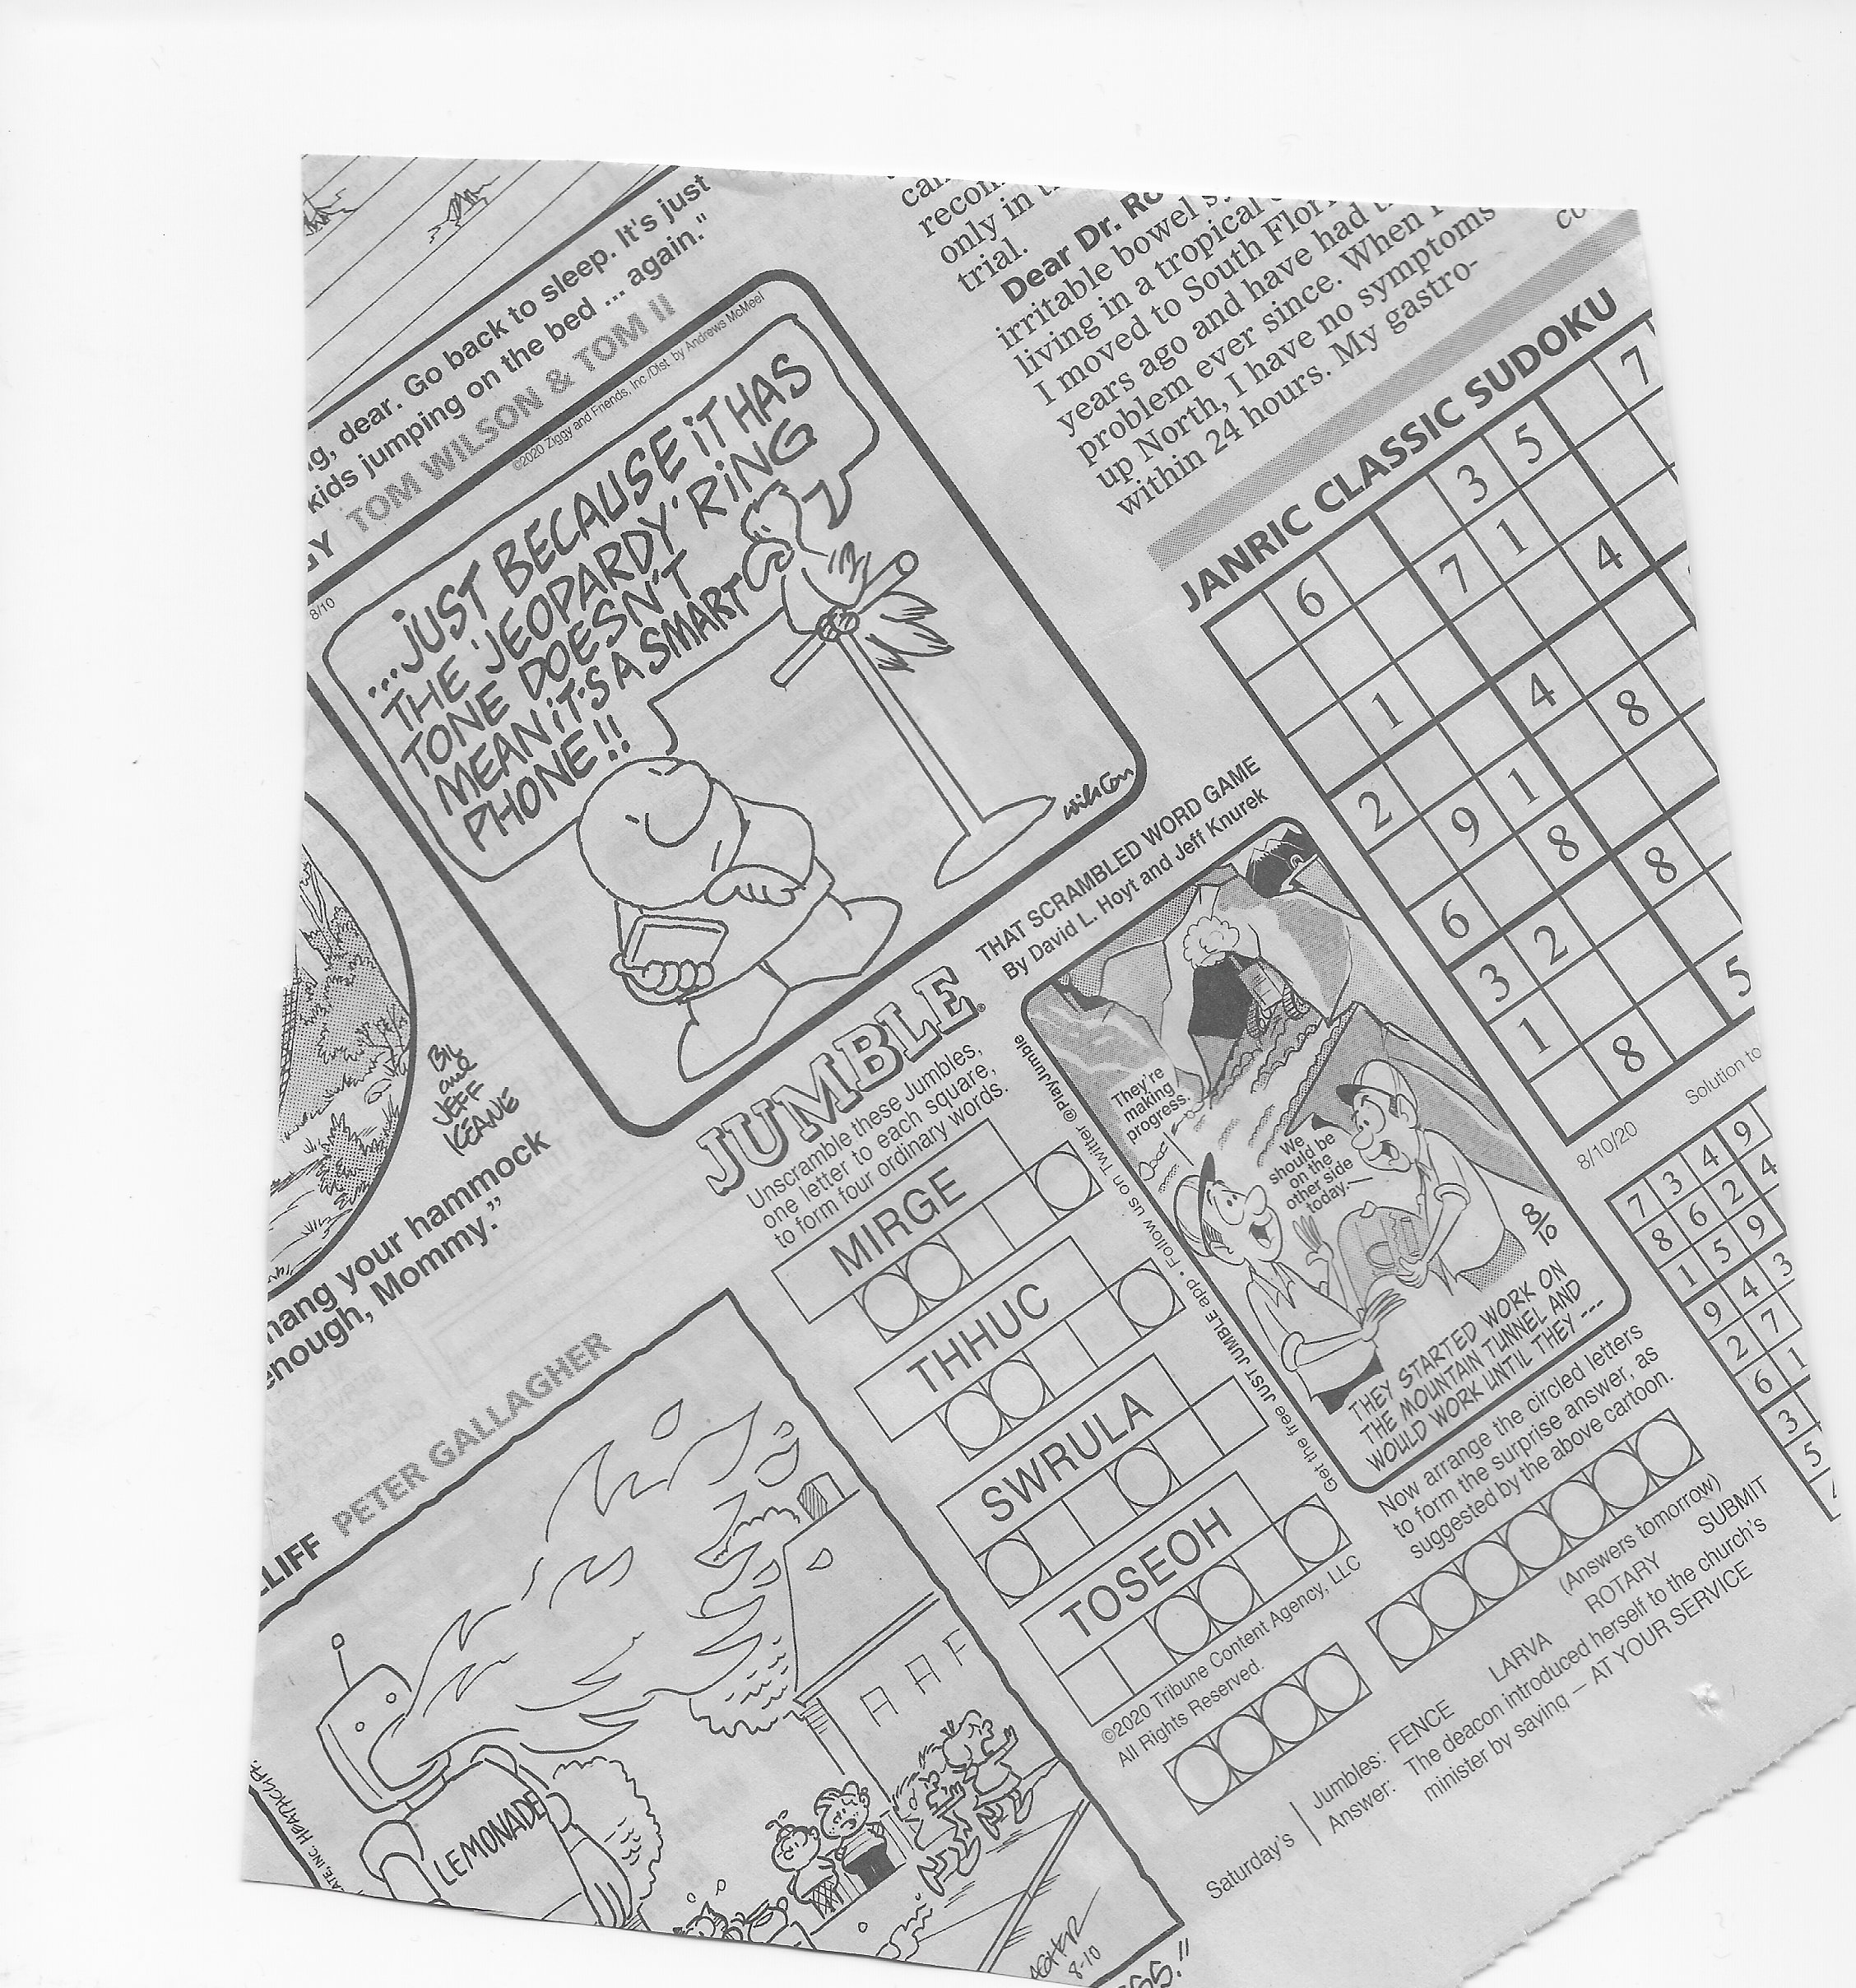 g, dear. Go back to sleep. It's just
kids jumping on the bed ... again."
GY TOM WILSON & TOM II
8/10
©2020 Ziggy and Friends, Inc./Dist. by Andrews McMeel
...JUST BECAUSE iT HAS
THE 'JEOPARDY' RiNG
TONE DOESN'T
MEAN iT'S A SMART
PHONE!!
WilsCon
only in
trial.
Dear Dr. Ro
irritable bowel s
living in a tropical
I moved to South Flor
years ago and have had
problem ever since. When I
up North, I have no symptoms
within 24 hours. My gastro-
co
JANRIC CLASSIC SUDOKU
6 3 5 7
7 1
1 4
2 4 8
9 1
6 8 8
3 2
1
8 5
8/10/20
Solution to
7 3 4 9
8 6 2 4
1 5 9
9 4 3
2 7
6 1
3
5
BIL
and
JEFF
KEANE
hang your hammock
enough, Mommy."
JUMBLE®
THAT SCRAMBLED WORD GAME
By David L. Hoyt and Jeff Knurek
Unscramble these Jumbles,
one letter to each square,
to form four ordinary words.
MIRGE
THHUC
SWRULA
TOSEOH
©2020 Tribune Content Agency, LLC
All Rights Reserved.
Get the free JUST JUMBLE app • Follow us on Twitter @PlayJumble
They're
making
progress.
We
should be
on the
other side
today.
8/10
THEY STARTED WORK ON
THE MOUNTAIN TUNNEL AND
WOULD WORK UNTIL THEY ---
Now arrange the circled letters
to form the surprise answer, as
suggested by the above cartoon.
(Answers tomorrow)
Saturday's
Jumbles: FENCE LARVA ROTARY SUBMIT
Answer: The deacon introduced herself to the church's
minister by saying — AT YOUR SERVICE
LIFF PETER GALLAGHER
LEMONADE
ATE, INC. HEATHCLIFF.
8-10
SS!"